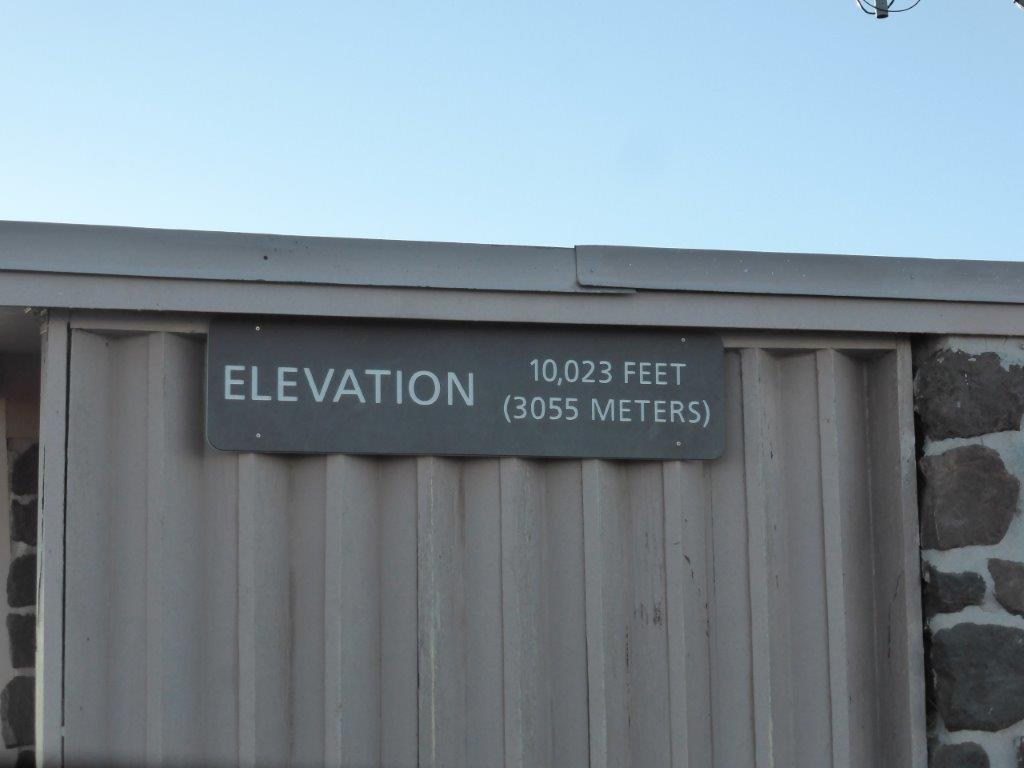 ELEVATION
10,023 FEET
(3055 METERS)